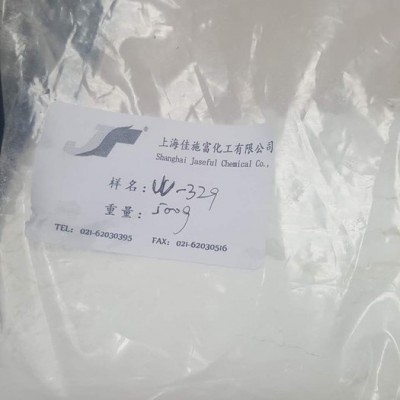 上海佳施富化工有限公司
Shanghai Jaseful Chemical Co.,
样名: UV-329
重量: 500g
TEL: 021-62030395 FAX: 021-62030516